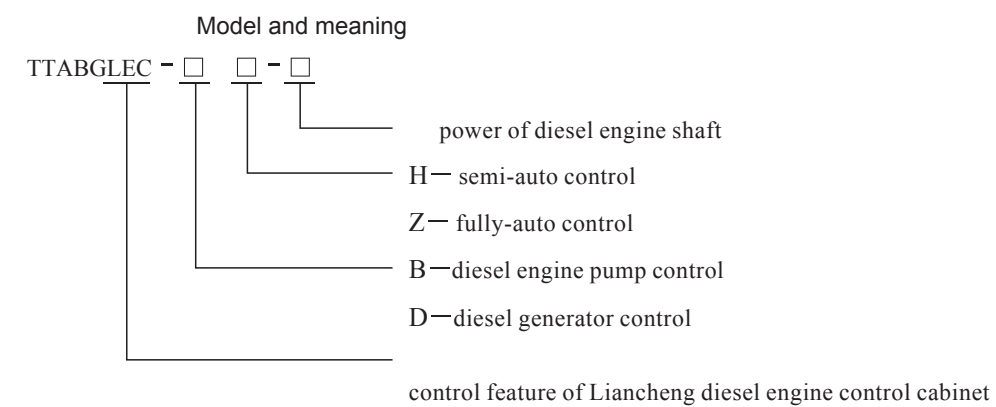 Model and meaning
TTABGLEC - □ □ - □
power of diesel engine shaft
H— semi-auto control
Z— fully-auto control
B—diesel engine pump control
D—diesel generator control
control feature of Liancheng diesel engine control cabinet